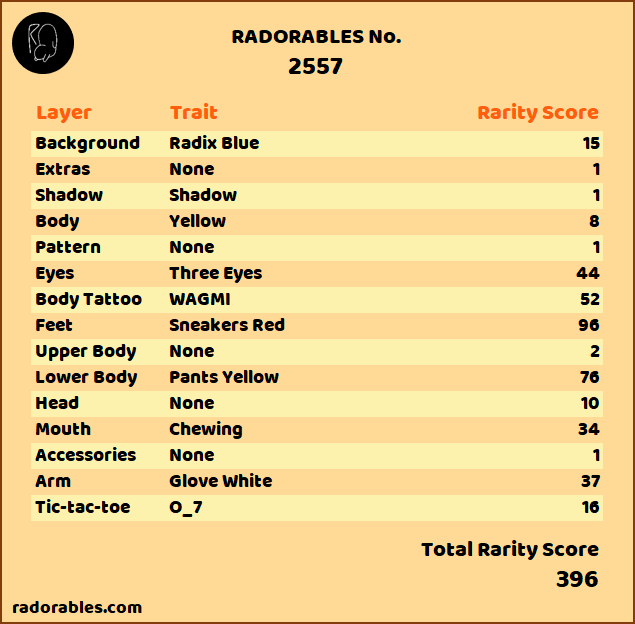 RADORABLES No.
2557
Layer Trait Rarity Score
Background Radix Blue 15
Extras None 1
Shadow Shadow 1
Body Yellow 8
Pattern None 1
Eyes Three Eyes 44
Body Tattoo WAGMI 52
Feet Sneakers Red 96
Upper Body None 2
Lower Body Pants Yellow 76
Head None 10
Mouth Chewing 34
Accessories None 1
Arm Glove White 37
Tic-tac-toe O_7 16
Total Rarity Score
396
radorables.com